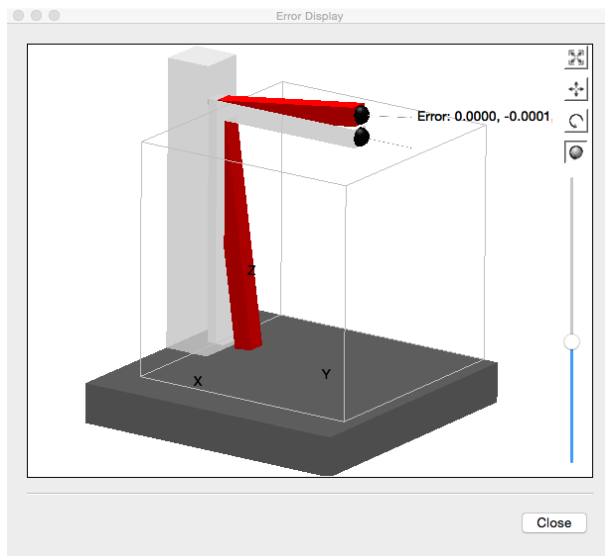 Error Display
Error: 0.0000, -0.0001,
Z
Y
X
Close